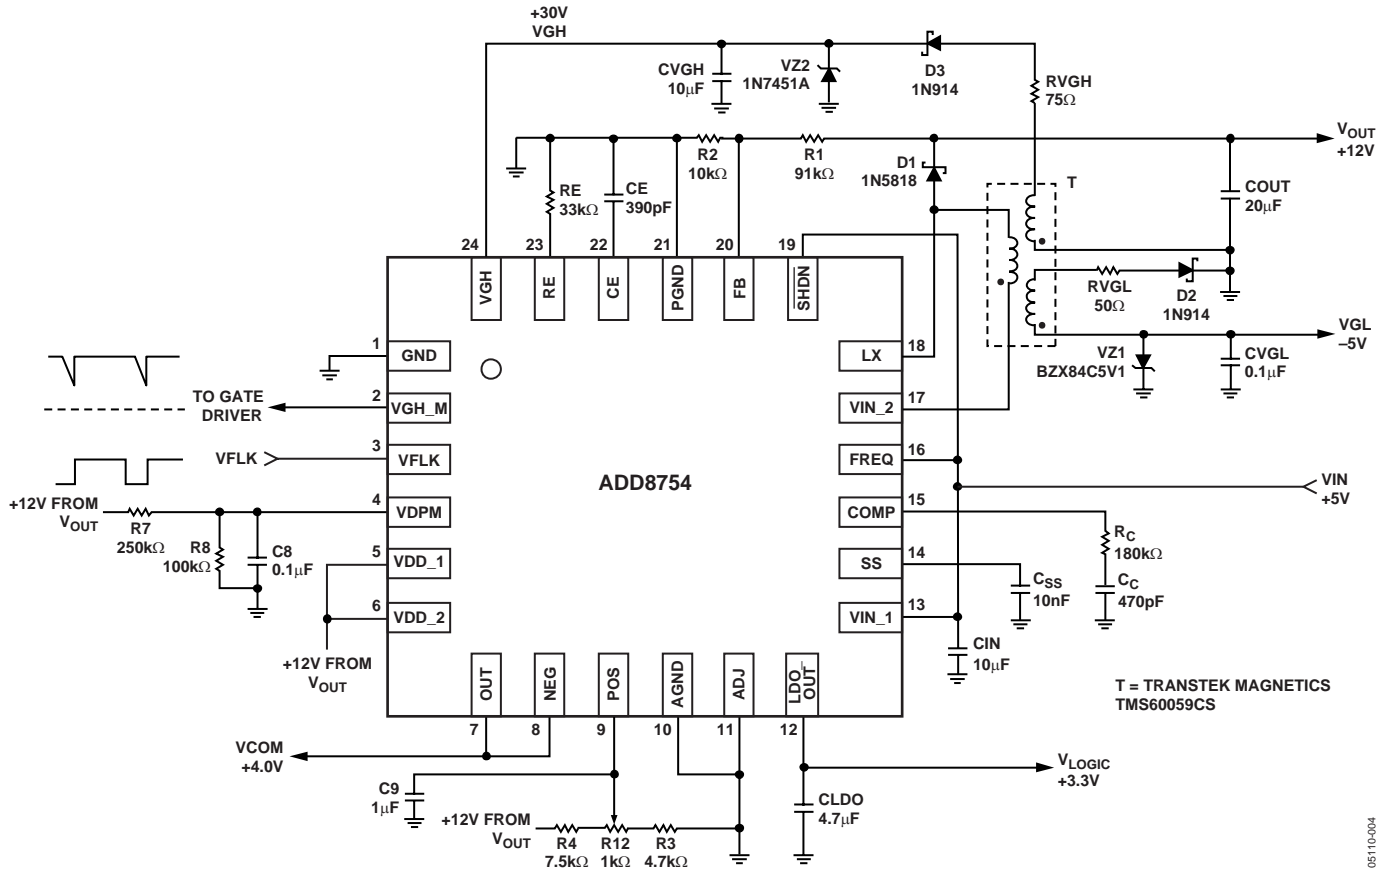 +30V
VGH
CVGH
10μF
VZ2
1N7451A
D3
1N914
RVGH
75Ω
VOUT
+12V
R2
10kΩ
R1
91kΩ
D1
1N5818
T
RE
33kΩ
CE
390pF
COUT
20μF
24
23
22
21
20
19
VGH
RE
CE
PGND
FB
SHDN
RVGL
50Ω
D2
1N914
1
GND
LX
18
VZ1
BZX84C5V1
CVGL
0.1μF
VGL
–5V
TO GATE
DRIVER
2
VGH_M
VIN_2
17
VFLK
3
VFLK
FREQ
16
ADD8754
VIN
+5V
+12V FROM
VOUT
R7
250kΩ
R8
100kΩ
C8
0.1μF
4
VDPM
COMP
15
RC
180kΩ
CC
470pF
5
VDD_1
SS
14
CSS
10nF
6
VDD_2
VIN_1
13
CIN
10μF
+12V FROM
VOUT
OUT
NEG
POS
AGND
ADJ
LDO_
OUT
7
8
9
10
11
12
T = TRANSTEK MAGNETICS
TMS60059CS
VCOM
+4.0V
VLOGIC
+3.3V
C9
1μF
CLDO
4.7μF
+12V FROM
VOUT
R4
7.5kΩ
R12
1kΩ
R3
4.7kΩ
05110-004